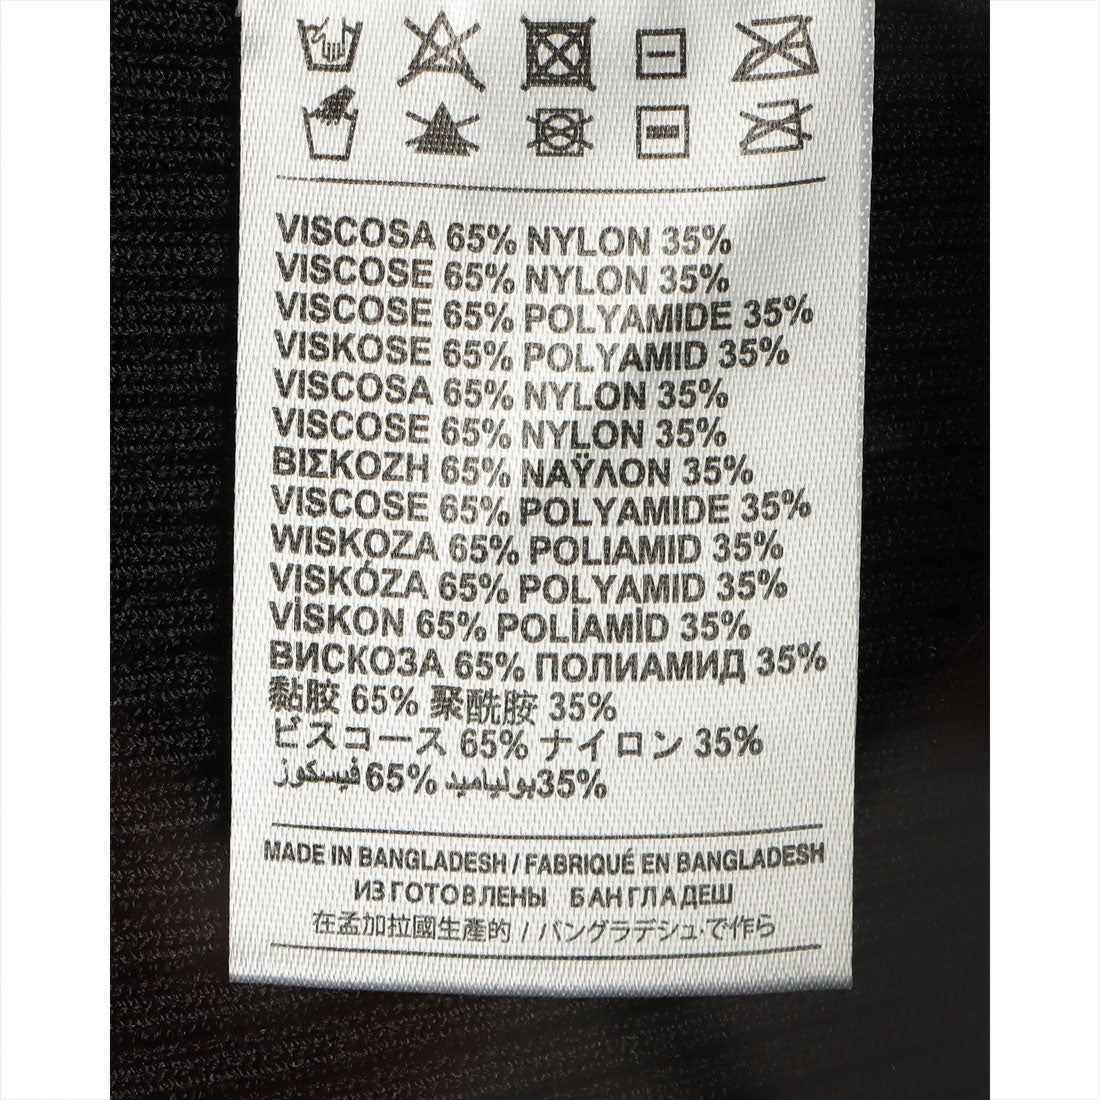 VISCOSA 65% NYLON 35%
VISCOSE 65% NYLON 35%
VISCOSE 65% POLYAMIDE 35%
VISKOSE 65% POLYAMID 35%
VISCOSA 65% NYLON 35%
VISCOSE 65% NYLON 35%
ΒΙΣΚΟΖΗ 65% ΝΑΫΛΟΝ 35%
VISCOSE 65% POLYAMIDE 35%
WISKOZA 65% POLIAMID 35%
VISKÓZA 65% POLYAMID 35%
VİSKON 65% POLİAMİD 35%
ВИСКОЗА 65% ПОЛИАМИД 35%
黏胶 65% 聚酰胺 35%
ビスコース 65% ナイロン 35%
فيسكوز 65% بولياميد 35%
MADE IN BANGLADESH / FABRIQUÉ EN BANGLADESH
ИЗГОТОВЛЕНЫ БАНГЛАДЕШ
在孟加拉國生產的 / バングラデシュ·で作ら